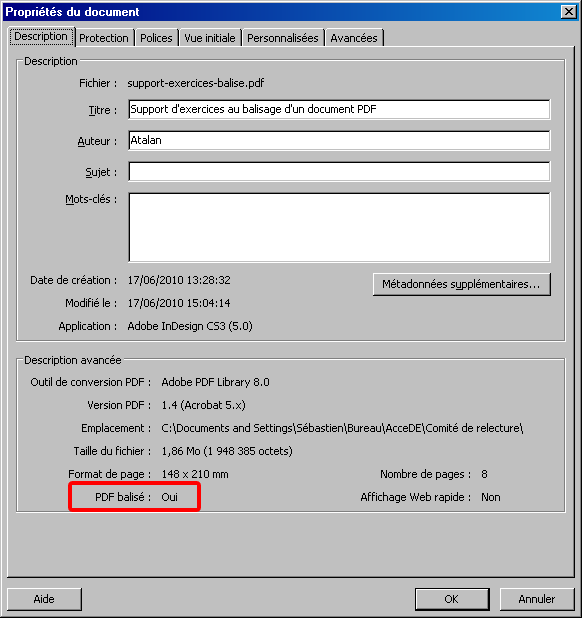 Propriétés du document
Description Protection Polices Vue initiale Personnalisées Avancées
Description
Fichier : support-exercices-balise.pdf
Titre : Support d'exercices au balisage d'un document PDF
Auteur : Atalan
Sujet :
Mots-clés :
Date de création : 17/06/2010 13:28:32
Métadonnées supplémentaires...
Modifié le : 17/06/2010 15:04:14
Application : Adobe InDesign CS3 (5.0)
Description avancée
Outil de conversion PDF : Adobe PDF Library 8.0
Version PDF : 1.4 (Acrobat 5.x)
Emplacement : C:\Documents and Settings\Sébastien\Bureau\AcceDE\Comité de relecture\
Taille du fichier : 1,86 Mo (1 948 385 octets)
Format de page : 148 x 210 mm Nombre de pages : 8
PDF balisé : Oui Affichage Web rapide : Non
Aide OK Annuler